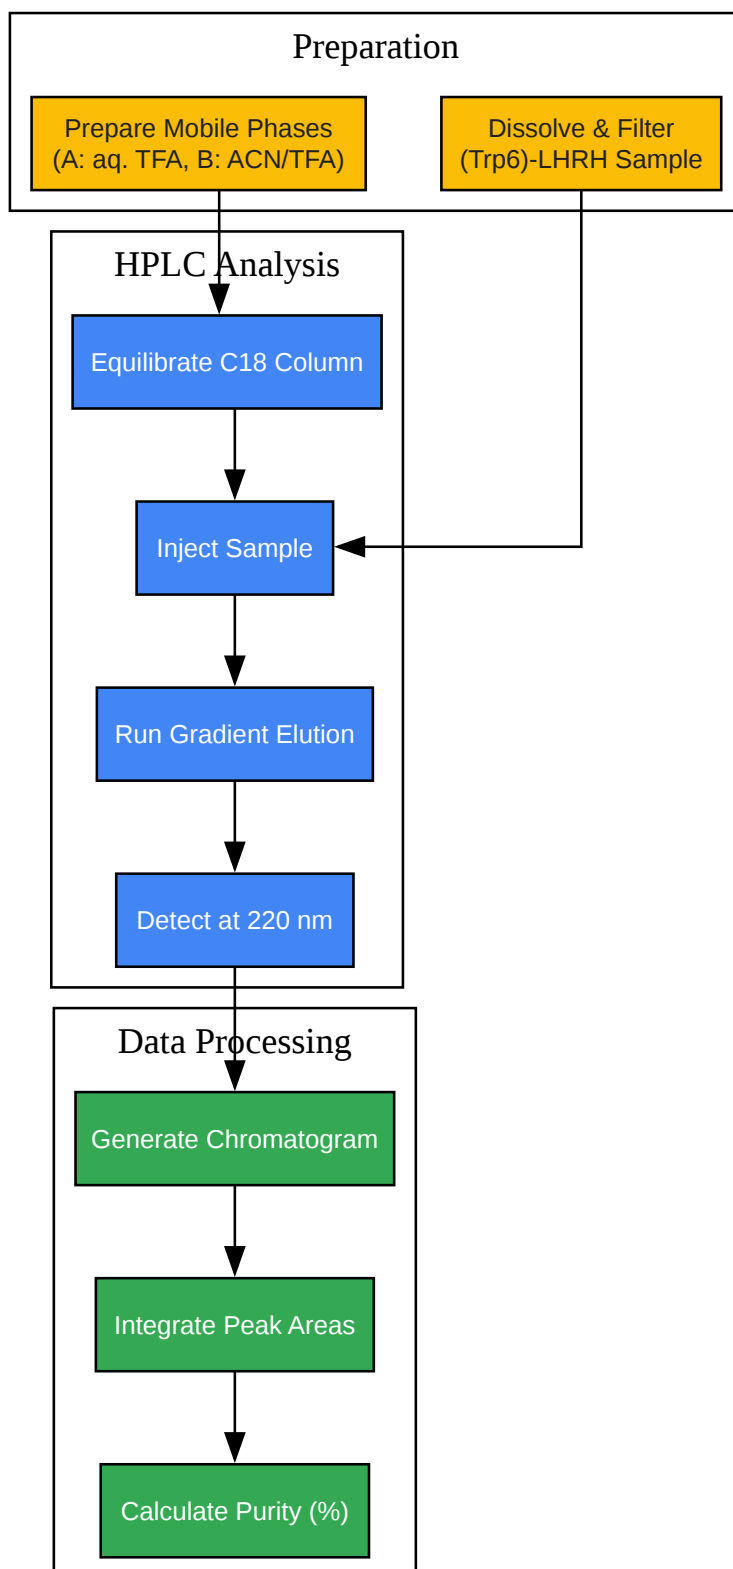 Preparation
Prepare Mobile Phases
(A: aq. TFA, B: ACN/TFA)
Dissolve & Filter
(Trp6)-LHRH Sample
HPLC Analysis
Equilibrate C18 Column
Inject Sample
Run Gradient Elution
Detect at 220 nm
Data Processing
Generate Chromatogram
Integrate Peak Areas
Calculate Purity (%)